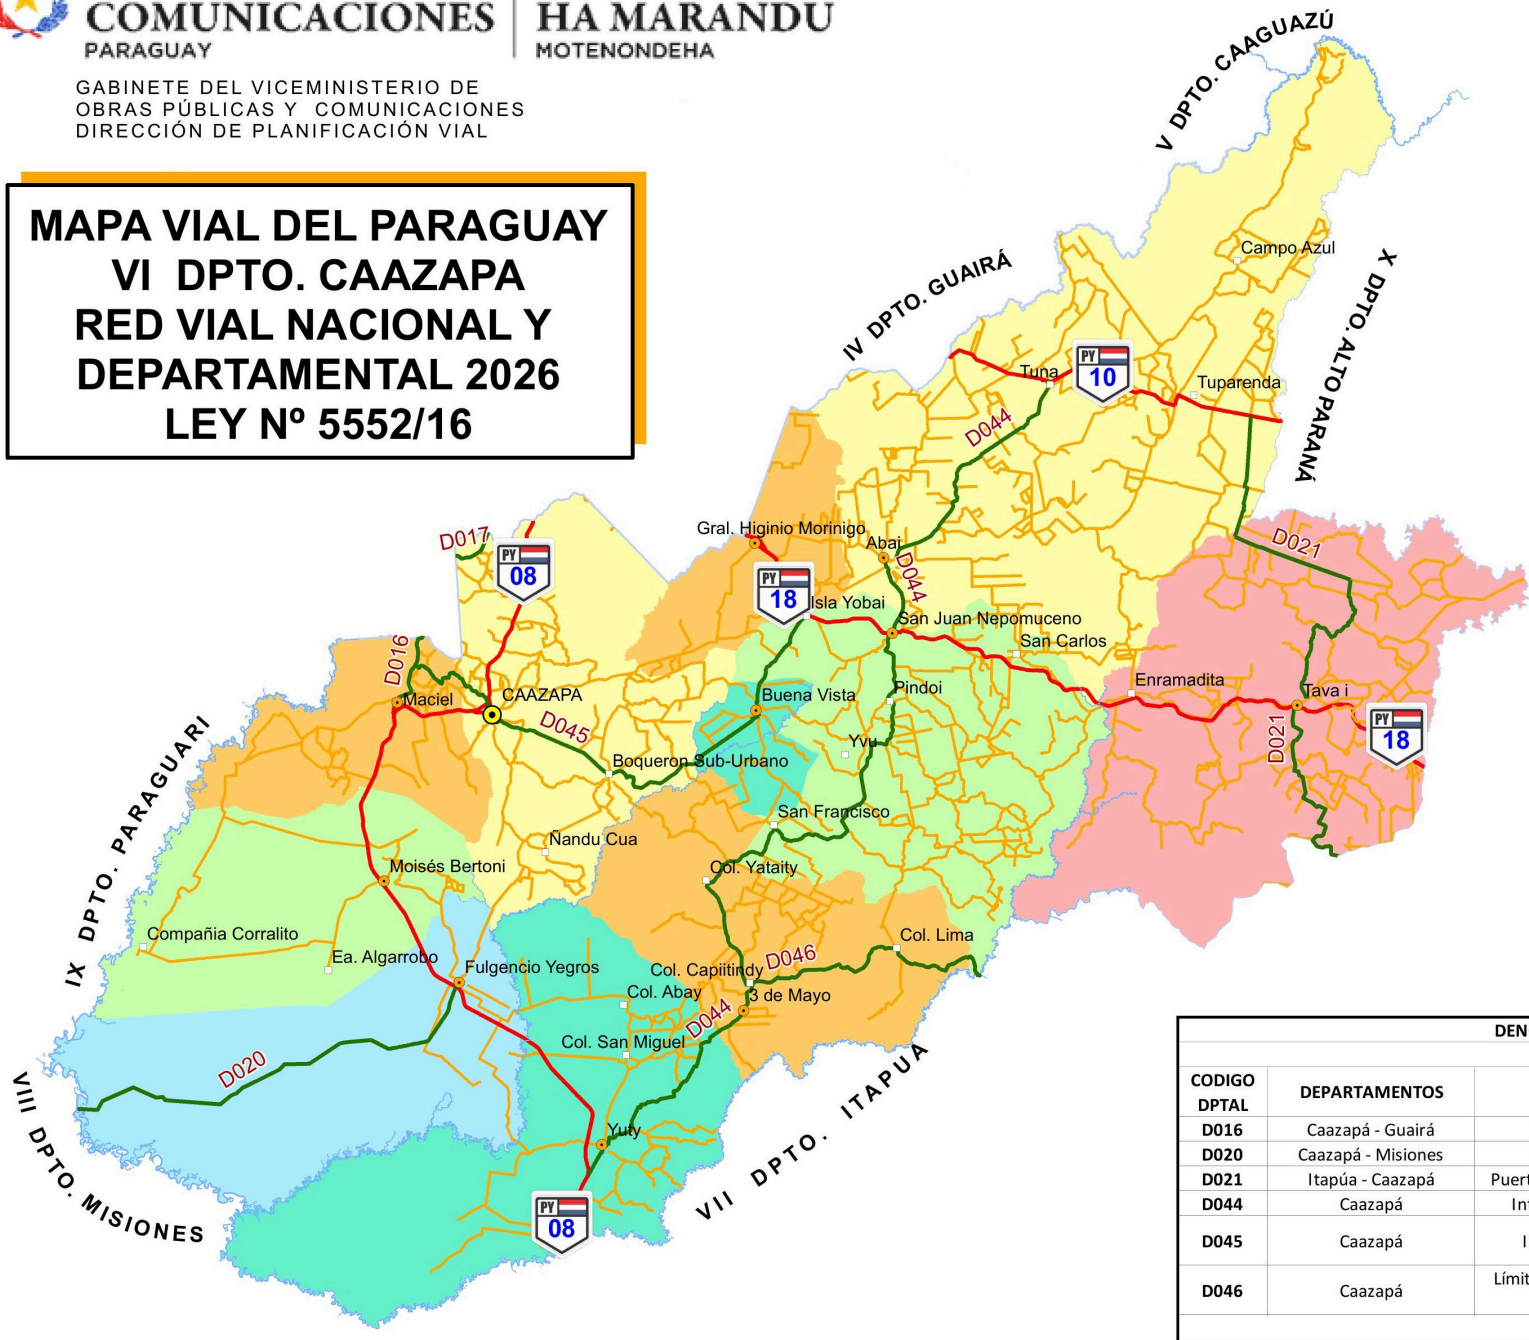 COMUNICACIONES
PARAGUAY
HA MARANDU
MOTENONDEHA
GABINETE DEL VICEMINISTERIO DE
OBRAS PÚBLICAS Y COMUNICACIONES
DIRECCIÓN DE PLANIFICACIÓN VIAL
MAPA VIAL DEL PARAGUAY
VI DPTO. CAAZAPA
RED VIAL NACIONAL Y
DEPARTAMENTAL 2026
LEY Nº 5552/16
V DPTO. CAAGUAZÚ
IV DPTO. GUAIRÁ
X DPTO. ALTO PARANÁ
Campo Azul
Tuna
PY
10
Tuparenda
D044
D017
PY
08
Gral. Higinio Morinigo
Abai
D044
D021
PY
18
Isla Yobai
San Juan Nepomuceno
San Carlos
D016
Maciel
CAAZAPA
D045
Buena Vista
Pindoi
Enramadita
Tava i
D021
PY
18
Yvu
Boqueron Sub-Urbano
San Francisco
Ñandu Cua
Col. Yataity
Moisés Bertoni
IX DPTO. PARAGUARI
Compañia Corralito
Ea. Algarrobo
Fulgencio Yegros
Col. Lima
D046
Col. Capiitindy
3 de Mayo
Col. Abay
D044
Col. San Miguel
D020
Yuty
PY
08
VIII DPTO. MISIONES
VII DPTO. ITAPUA
DEN
CODIGO DPTAL DEPARTAMENTOS
D016 Caazapá - Guairá
D020 Caazapá - Misiones
D021 Itapúa - Caazapá Puert
D044 Caazapá Int
D045 Caazapá I
D046 Caazapá Límit